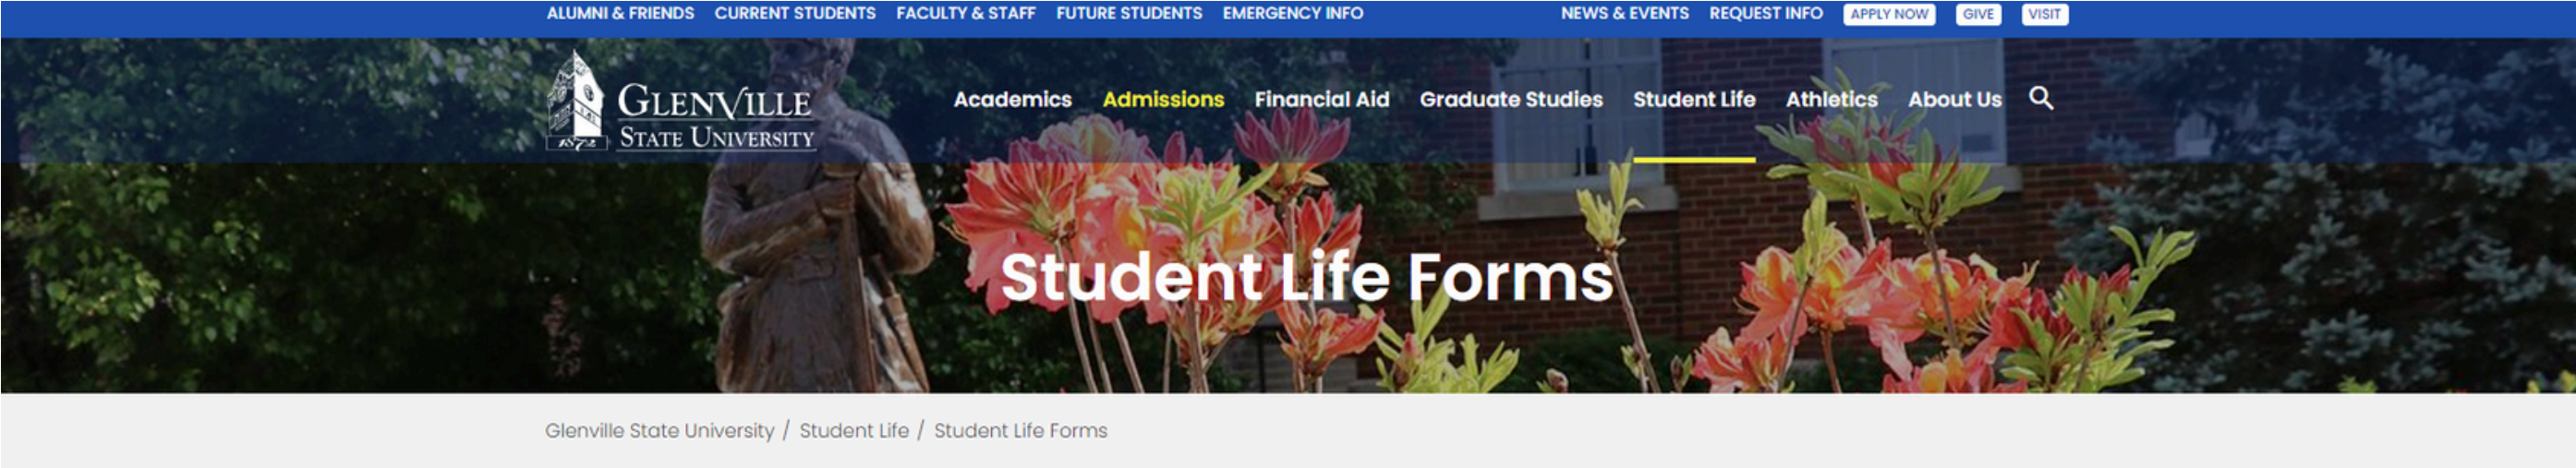 ALUMNI & FRIENDS CURRENT STUDENTS FACULTY & STAFF FUTURE STUDENTS EMERGENCY INFO NEWS & EVENTS REQUEST INFO APPLY NOW GIVE VISIT
GLENVILLE
STATE UNIVERSITY
1872
Academics Admissions Financial Aid Graduate Studies Student Life Athletics About Us
Student Life Forms
Glenville State University / Student Life / Student Life Forms